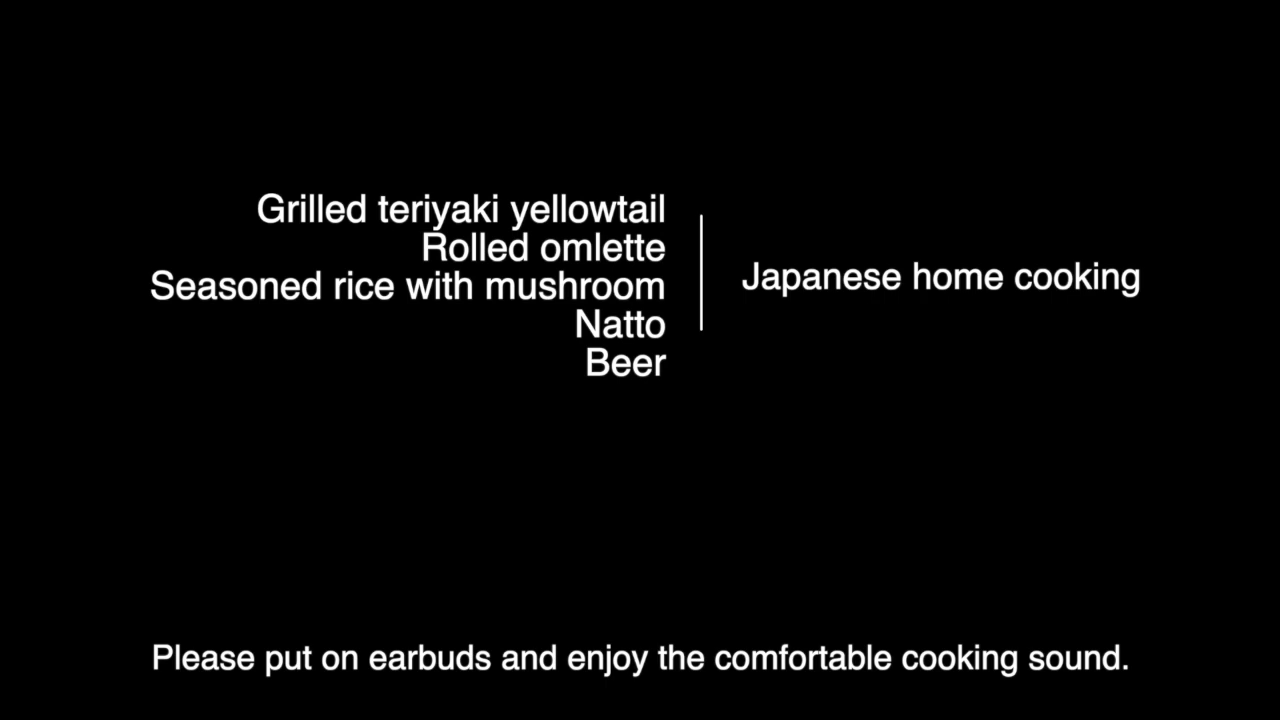 Grilled teriyaki yellowtail
Rolled omlette
Seasoned rice with mushroom
Natto
Beer
Japanese home cooking
Please put on earbuds and enjoy the comfortable cooking sound.